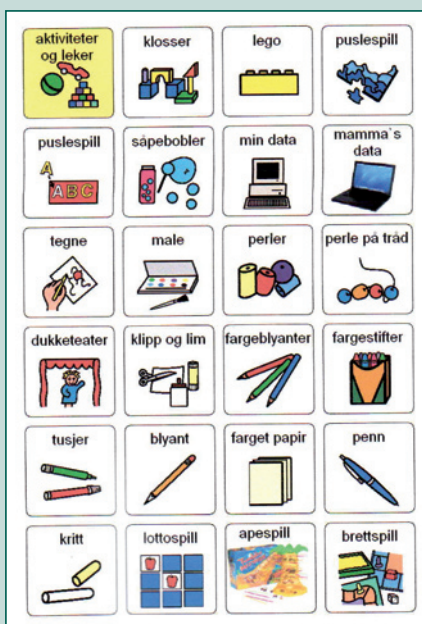 aktiviteter
og leker
klosser
lego
puslespill
puslespill
A
ABC
såpebobler
min data
mamma`s
data
tegne
male
perler
perle på tråd
dukketeater
klipp og lim
fargeblyanter
fargestifter
tusjer
blyant
farget papir
penn
kritt
lottospill
apespill
brettspill